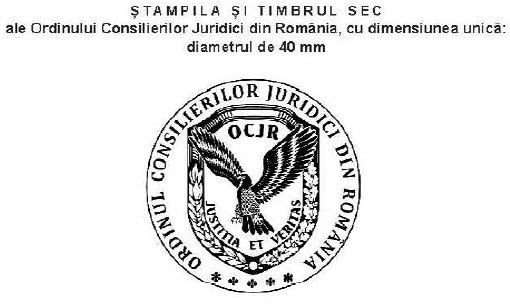 ŞTAMPILA ŞI TIMBRUL SEC
ale Ordinului Consilierilor Juridici din România, cu dimensiunea unică:
diametrul de 40 mm
ORDINUL CONSILIERILOR JURIDICI DIN ROMÂNIA
OCJR
JUSTITIA ET VERITAS